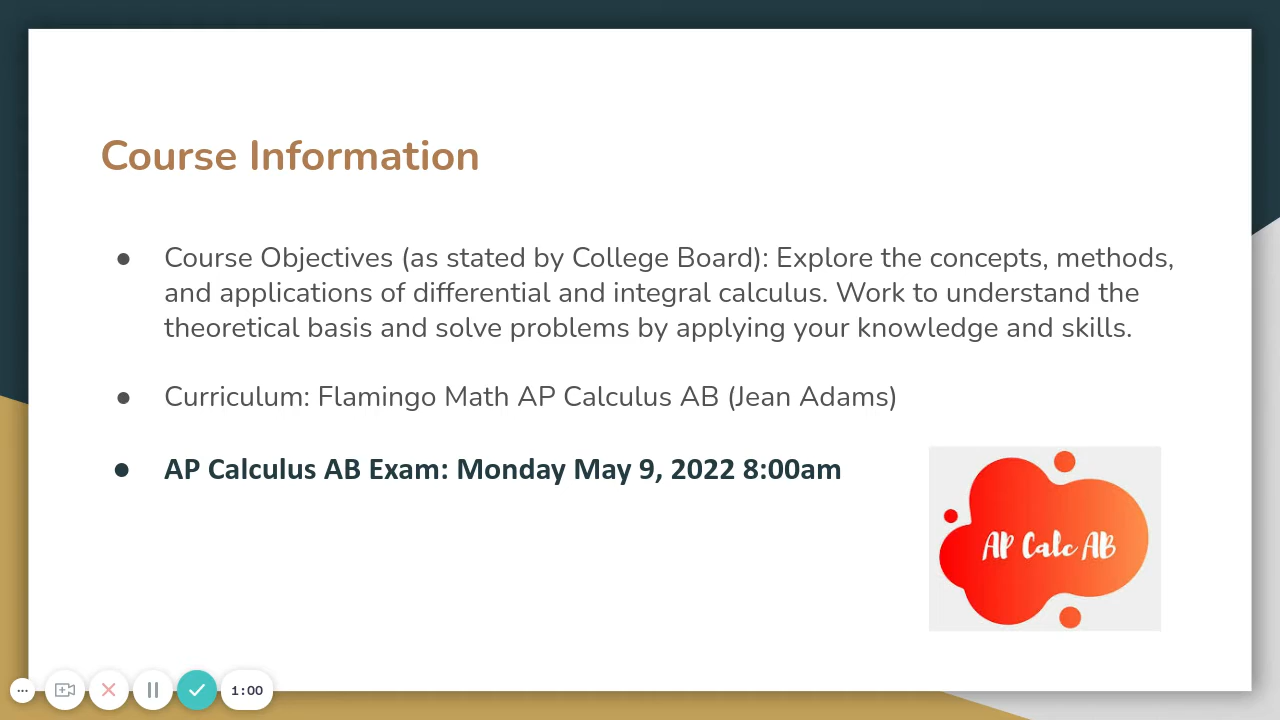 Course Information
● Course Objectives (as stated by College Board): Explore the concepts, methods,
and applications of differential and integral calculus. Work to understand the
theoretical basis and solve problems by applying your knowledge and skills.
● Curriculum: Flamingo Math AP Calculus AB (Jean Adams)
● AP Calculus AB Exam: Monday May 9, 2022 8:00am
AP Calc AB
1:00